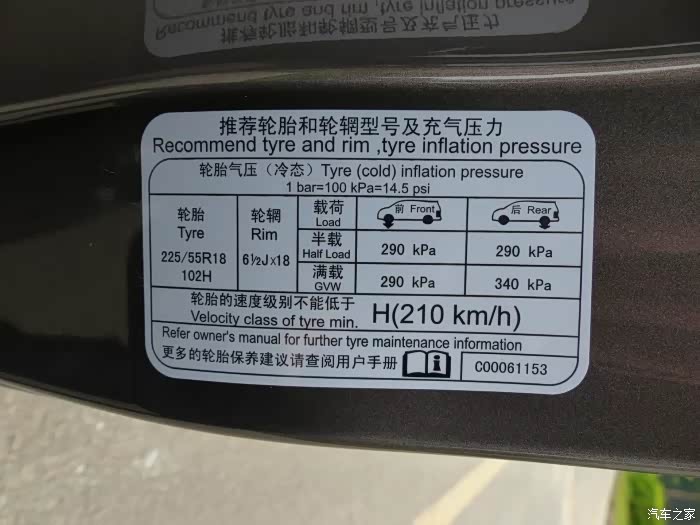 推荐轮胎和轮辋型号及充气压力
Recommend tyre and rim ,tyre inflation pressure
轮胎气压（冷态）Tyre (cold) inflation pressure
1 bar=100 kPa=14.5 psi
轮胎
Tyre
轮辋
Rim
载荷
Load
前 Front
后 Rear
225/55R18
102H
6½J×18
半载
Half Load
290 kPa
290 kPa
满载
GVW
290 kPa
340 kPa
轮胎的速度级别不能低于
Velocity class of tyre min.
H(210 km/h)
Refer owner's manual for further tyre maintenance information
更多的轮胎保养建议请查阅用户手册
C00061153
汽车之家